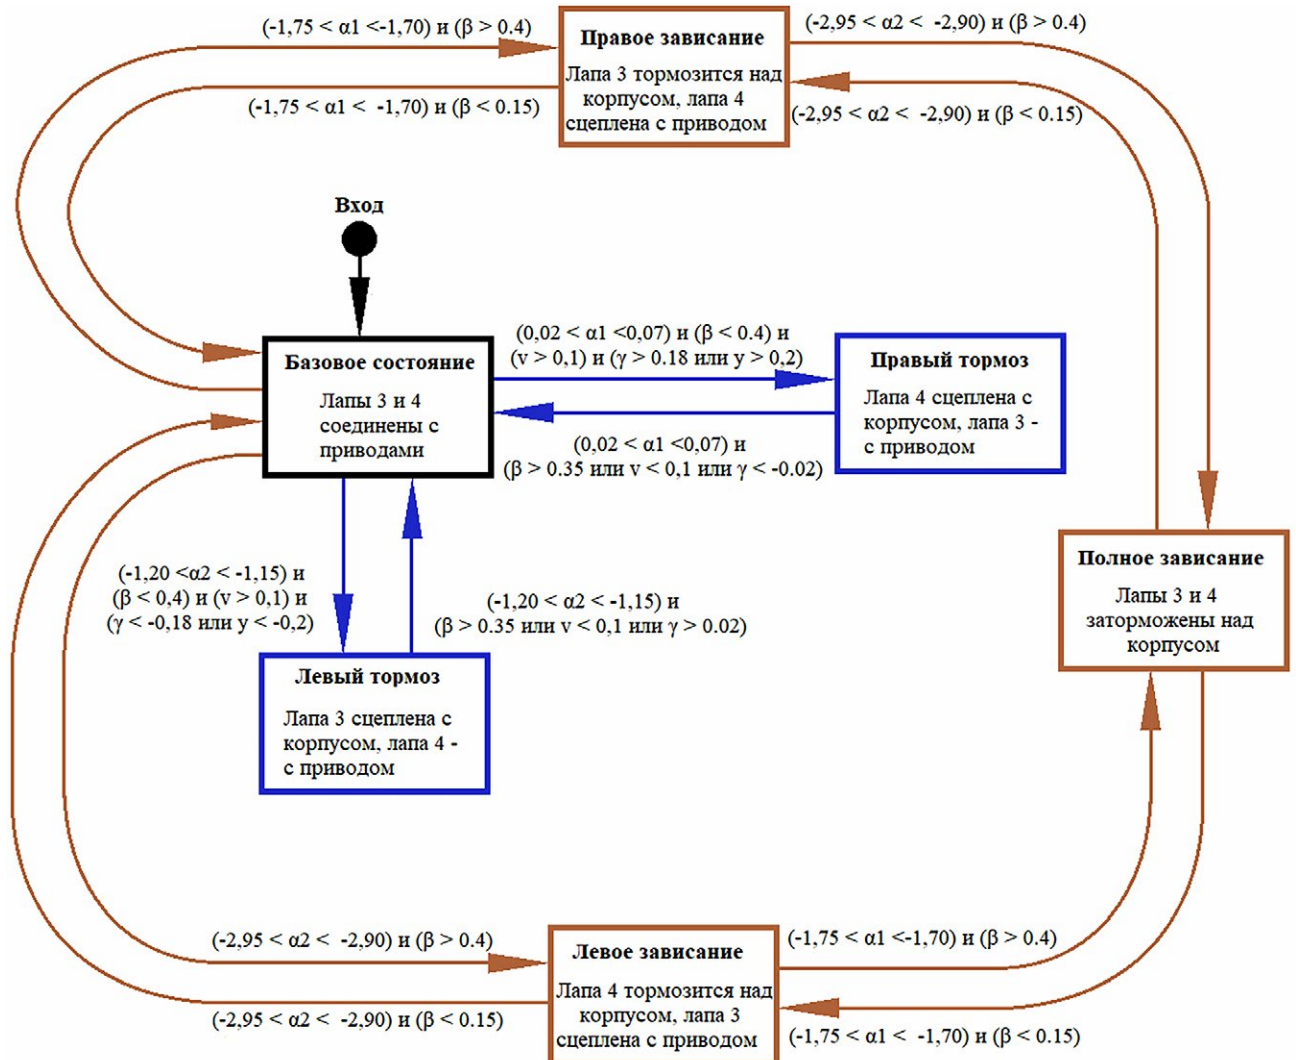 (-1,75 < α1 <-1,70) и (β > 0.4)
Правое зависание
Лапа 3 тормозится над
корпусом, лапа 4
сцеплена с приводом
(-2,95 < α2 < -2,90) и (β > 0.4)
(-1,75 < α1 < -1,70) и (β < 0.15)
(-2,95 < α2 < -2,90) и (β < 0.15)
Вход
Базовое состояние
Лапы 3 и 4
соединены с
приводами
(0,02 < α1 <0,07) и (β < 0.4) и
(v > 0,1) и (γ > 0.18 или y > 0,2)
Правый тормоз
Лапа 4 сцеплена с
корпусом, лапа 3 -
с приводом
(0,02 < α1 <0,07) и
(β > 0.35 или v < 0,1 или γ < -0.02)
(-1,20 <α2 < -1,15) и
(β < 0,4) и (v > 0,1) и
(γ < -0,18 или y < -0,2)
(-1,20 < α2 < -1,15) и
(β > 0.35 или v < 0,1 или γ > 0.02)
Полное зависание
Лапы 3 и 4
заторможены над
корпусом
Левый тормоз
Лапа 3 сцеплена с
корпусом, лапа 4 -
с приводом
(-2,95 < α2 < -2,90) и (β > 0.4)
Левое зависание
Лапа 4 тормозится над
корпусом, лапа 3
сцеплена с приводом
(-1,75 < α1 <-1,70) и (β > 0.4)
(-2,95 < α2 < -2,90) и (β < 0.15)
(-1,75 < α1 < -1,70) и (β < 0.15)